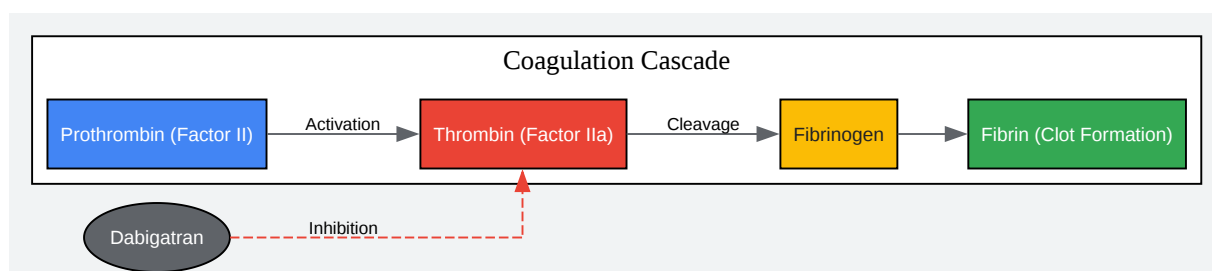 Coagulation Cascade
Prothrombin (Factor II)
Activation
Thrombin (Factor IIa)
Cleavage
Fibrinogen
Fibrin (Clot Formation)
Dabigatran
Inhibition